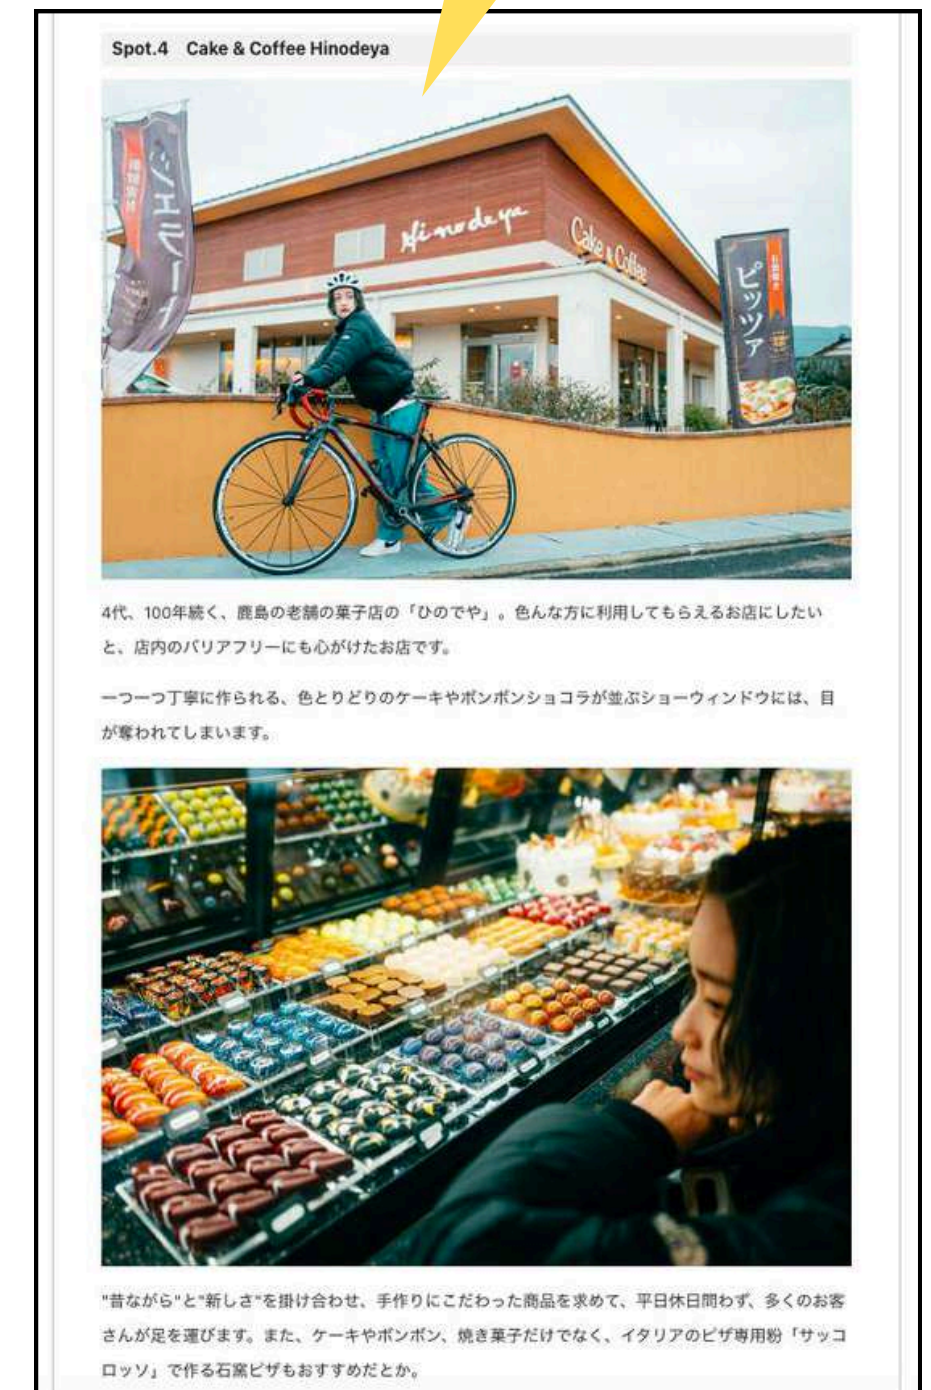 Spot.4 Cake & Coffee Hinodeya
ジェラート
Hinodeya
Cake & Coffee
ピッツァ
4代、100年続く、鹿島の老舗の菓子店の「ひのでや」。色んな方に利用してもらえるお店にしたい
と、店内のバリアフリーにも心がけたお店です。
一つ一つ丁寧に作られる、色とりどりのケーキやボンボンショコラが並ぶショーウィンドウには、目
が奪われてしまいます。
"昔ながら"と"新しさ"を掛け合わせ、手作りにこだわった商品を求めて、平日休日問わず、多くのお客
さんが足を運びます。また、ケーキやボンボン、焼き菓子だけでなく、イタリアのピザ専用粉「サッコ
ロッソ」で作る石窯ピザもおすすめだとか。